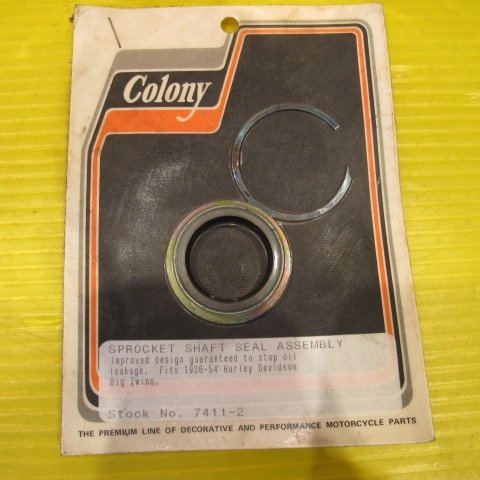 Colony
SPROCKET SHAFT SEAL ASSEMBLY
Improved design guaranteed to stop oil
leakage. Fits 1936-54 Harley Davidson
Big Twins.
Stock No. 7411-2
THE PREMIUM LINE OF DECORATIVE AND PERFORMANCE MOTORCYCLE PARTS